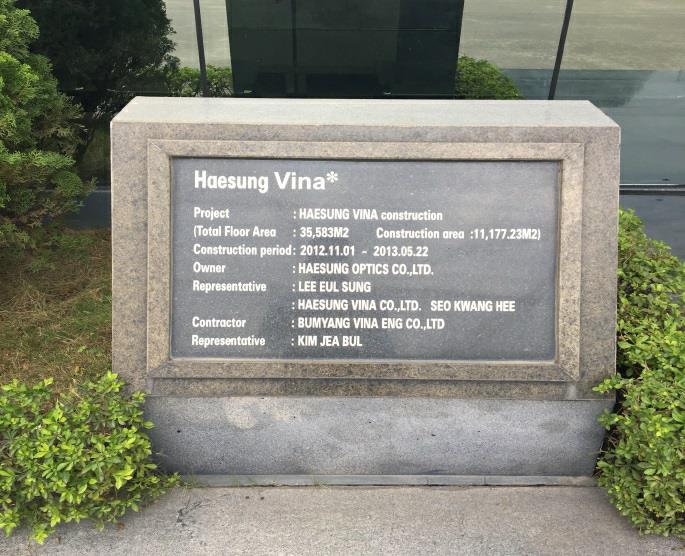 Haesung Vina*
Project : HAESUNG VINA construction
(Total Floor Area : 35,583M2 Construction area :11,177.23M2)
Construction period : 2012.11.01 ~ 2013.05.22
Owner : HAESUNG OPTICS CO.,LTD.
Representative : LEE EUL SUNG
: HAESUNG VINA CO.,LTD. SEO KWANG HEE
Contractor : BUMYANG VINA ENG CO.,LTD
Representative : KIM JEA BUL